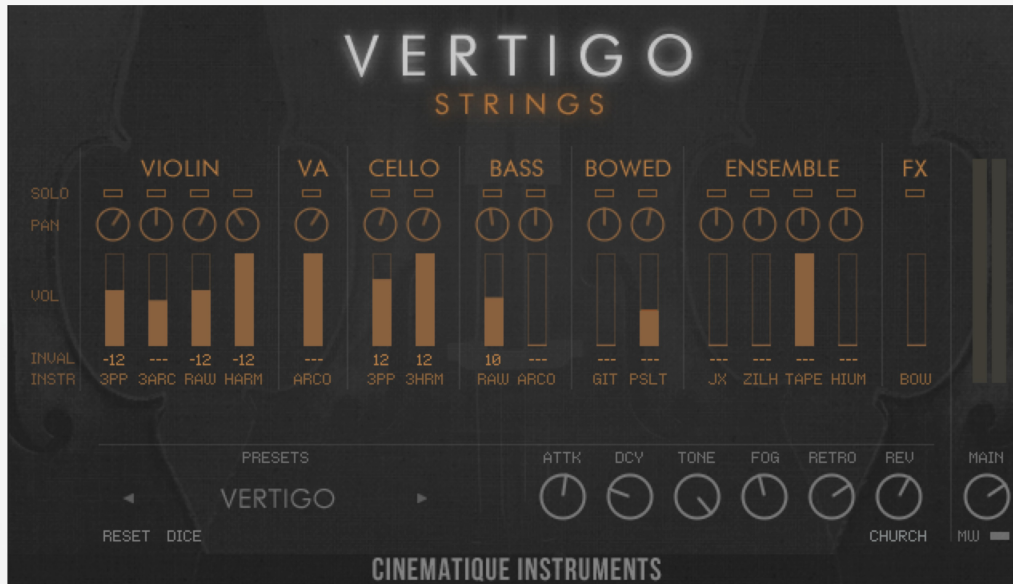 VERTIGO
STRINGS
VIOLIN VA CELLO BASS BOWED ENSEMBLE FX
SOLO
PAN
VOL
INVAL -12 --- -12 -12 --- 12 12 10 --- --- --- --- --- --- --- ---
INSTR 3PP 3ARC RAW HARM ARCO 3PP 3HRM RAW ARCO GIT PSLT JX ZILH TAPE HIUM BOW
PRESETS ATTK DCY TONE FOG RETRO REV MAIN
VERTIGO
RESET DICE CHURCH MW
CINEMATIQUE INSTRUMENTS